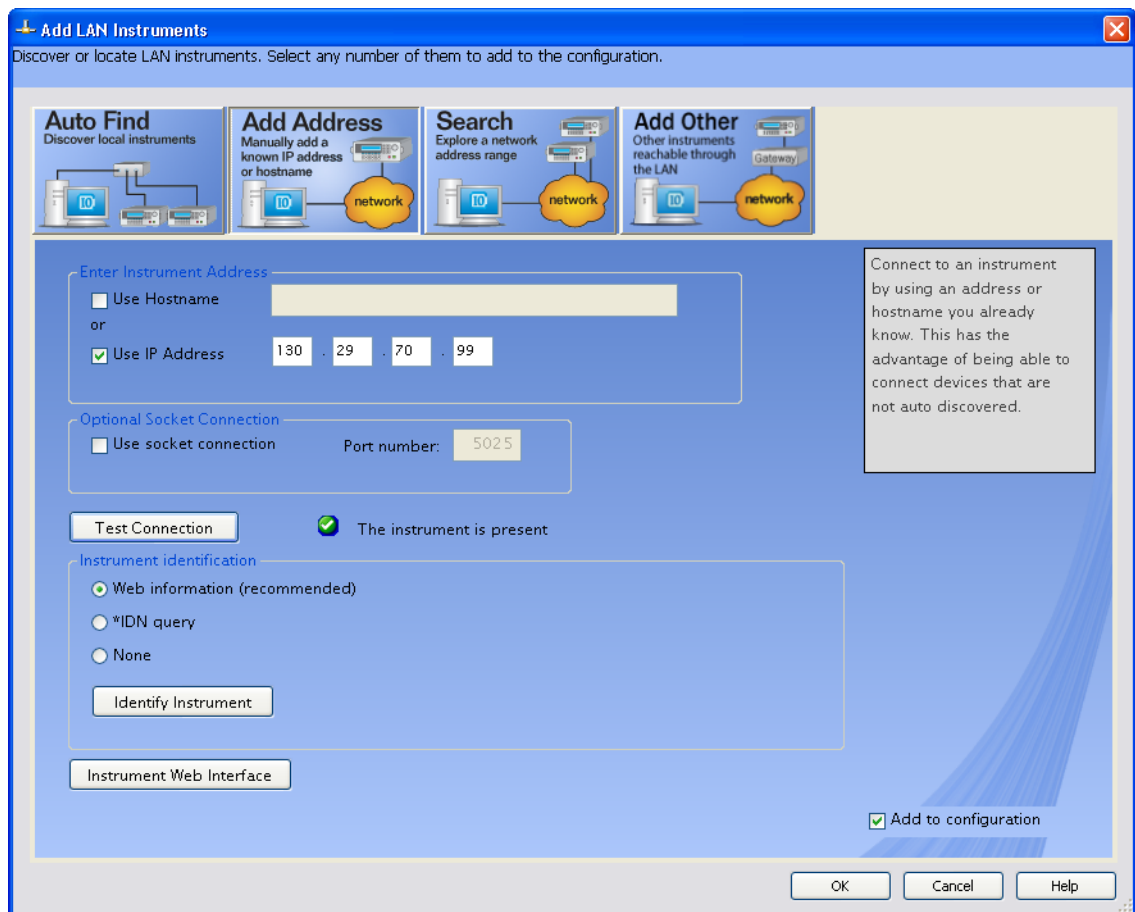 Add LAN Instruments
Discover or locate LAN instruments. Select any number of them to add to the configuration.
Auto Find
Discover local instruments
IO
Add Address
Manually add a
known IP address
or hostname
IO
network
Search
Explore a network
address range
IO
network
Add Other
Other instruments
reachable through
the LAN
Gateway
IO
network
Enter Instrument Address
Use Hostname
or
Use IP Address 130 . 29 . 70 . 99
Optional Socket Connection
Use socket connection Port number: 5025
Test Connection The instrument is present
Instrument identification
Web information (recommended)
*IDN query
None
Identify Instrument
Instrument Web Interface
Connect to an instrument
by using an address or
hostname you already
know. This has the
advantage of being able to
connect devices that are
not auto discovered.
Add to configuration
OK Cancel Help